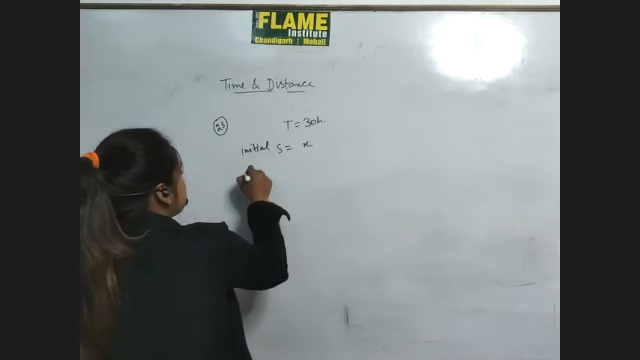 FLAME
Institute
Chandigarh | Mohali
Time & Distance
23 T = 30h.
initial S = x